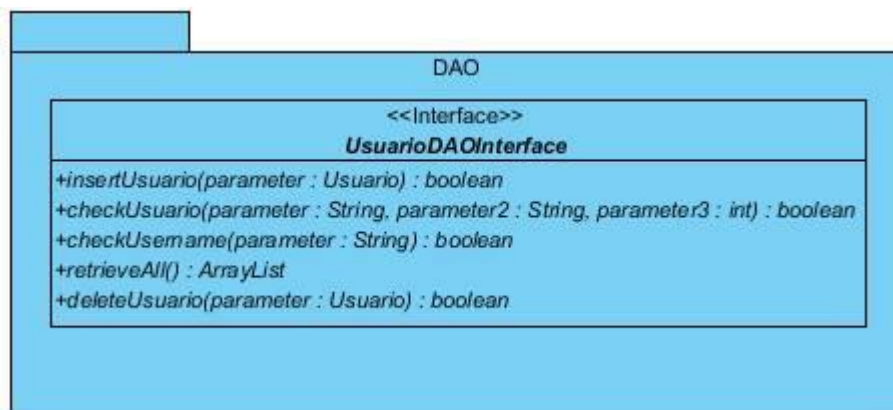 DAO
<<Interface>>
UsuarioDAOInterface
+insertUsuario(parameter : Usuario) : boolean
+checkUsuario(parameter : String, parameter2 : String, parameter3 : int) : boolean
+checkUsername(parameter : String) : boolean
+retrieveAll() : ArrayList
+deleteUsuario(parameter : Usuario) : boolean